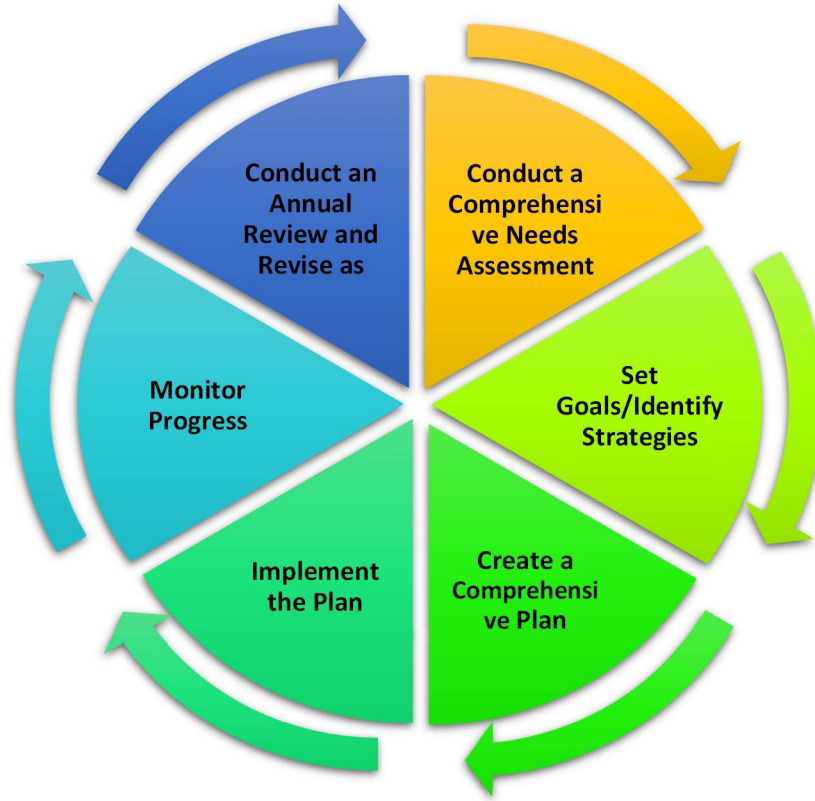 Conduct a
Comprehensi
ve Needs
Assessment
Set
Goals/Identify
Strategies
Create a
Comprehensi
ve Plan
Implement
the Plan
Monitor
Progress
Conduct an
Annual
Review and
Revise as